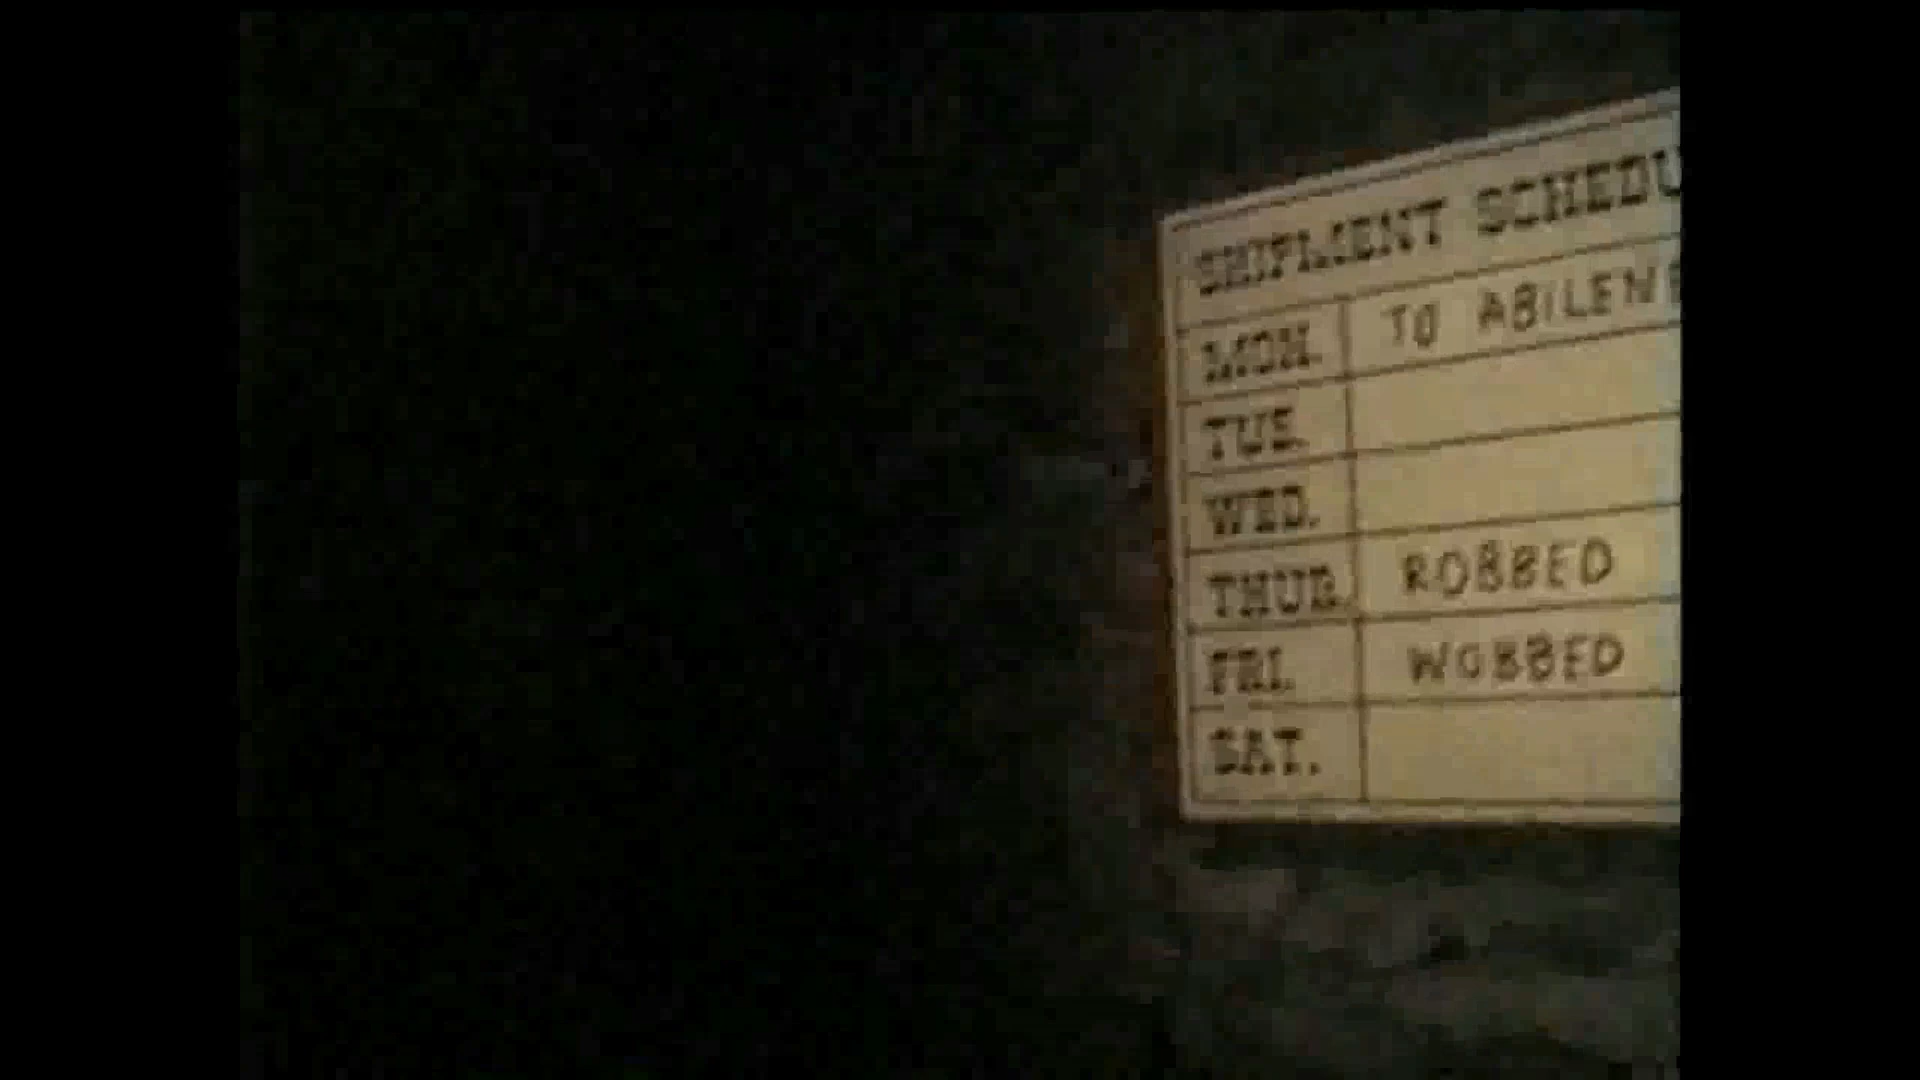 SHIPMENT SCHEDU
MON. TO ABILENE
TUE.
WED.
THUR. ROBBED
FRI. WOBBED
SAT.